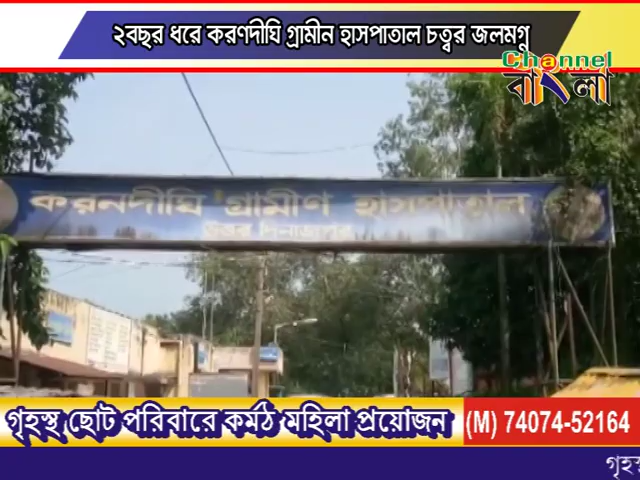 ২বছর ধরে করণদীঘি গ্রামীন হাসপাতাল চত্বর জলমগ্ন
Channel
বাংলা
করনদীঘি গ্রামীণ হাসপাতাল
উত্তর দিনাজপুর
গৃহস্থ ছোট পরিবারে কর্মঠ মহিলা প্রয়োজন (M) 74074-52164
গৃহস্থ